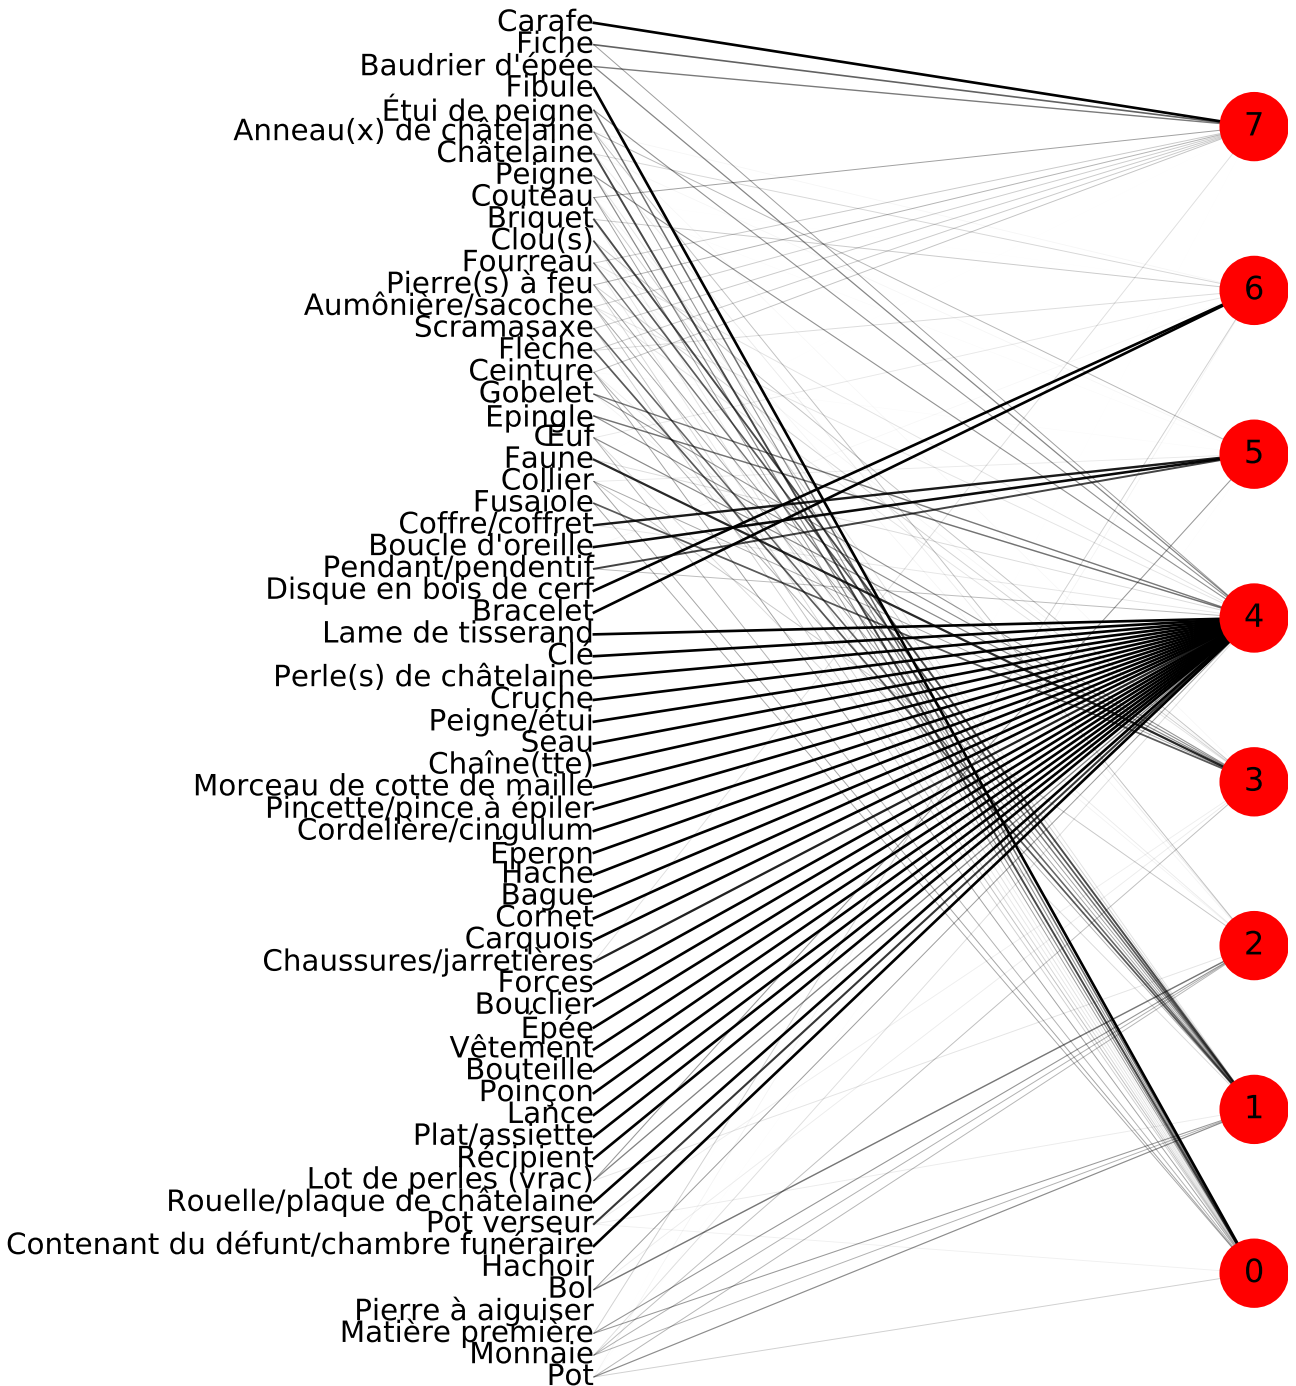 Carafe
Fiche
Baudrier d'épée
Fibule
Étui de peigne
Anneau(x) de châtelaine
Châtelaine
Peigne
Couteau
Briquet
Clou(s)
Fourreau
Pierre(s) à feu
Aumônière/sacoche
Scramasaxe
Flèche
Ceinture
Gobelet
Épingle
Œuf
Faune
Collier
Fusaïole
Coffre/coffret
Boucle d'oreille
Pendant/pendentif
Disque en bois de cerf
Bracelet
Lame de tisserand
Clé
Perle(s) de châtelaine
Cruche
Peigne/étui
Seau
Chaîne(tte)
Morceau de cotte de maille
Pincette/pince à épiler
Cordelière/cingulum
Éperon
Hache
Bague
Cornet
Carquois
Chaussures/jarretières
Forces
Bouclier
Épée
Vêtement
Bouteille
Poinçon
Lance
Plat/assiette
Récipient
Lot de perles (vrac)
Rouelle/plaque de châtelaine
Pot verseur
Contenant du défunt/chambre funéraire
Hachoir
Bol
Pierre à aiguiser
Matière première
Monnaie
Pot
7
6
5
4
3
2
1
0